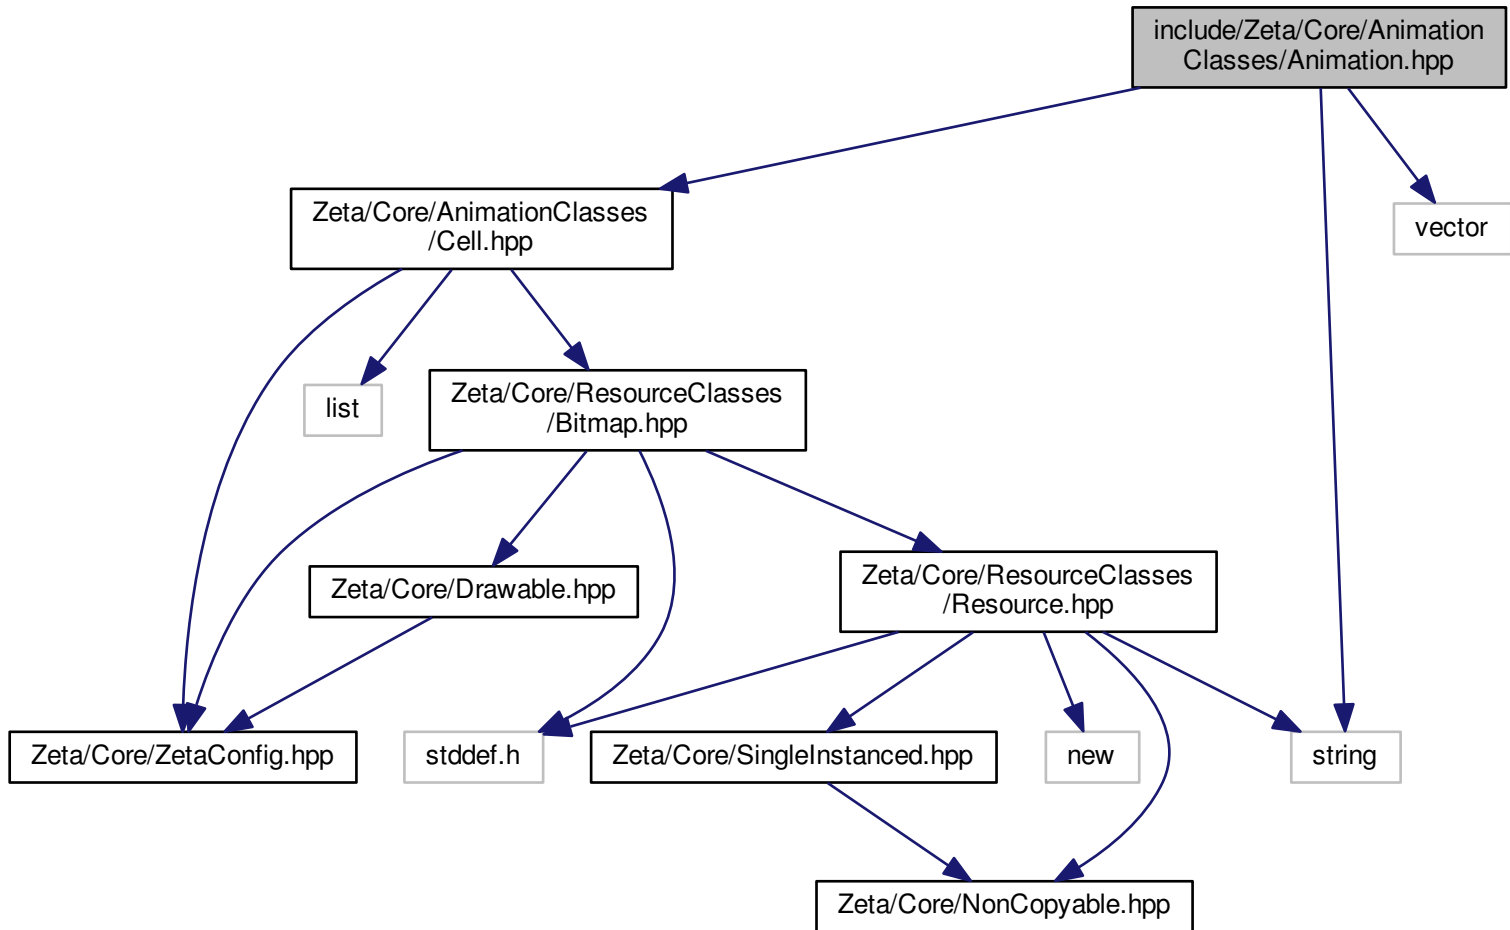 include/Zeta/Core/Animation
Classes/Animation.hpp
Zeta/Core/AnimationClasses
/Cell.hpp
vector
list
Zeta/Core/ResourceClasses
/Bitmap.hpp
Zeta/Core/Drawable.hpp
Zeta/Core/ResourceClasses
/Resource.hpp
Zeta/Core/ZetaConfig.hpp
stddef.h
Zeta/Core/SingleInstanced.hpp
new
string
Zeta/Core/NonCopyable.hpp